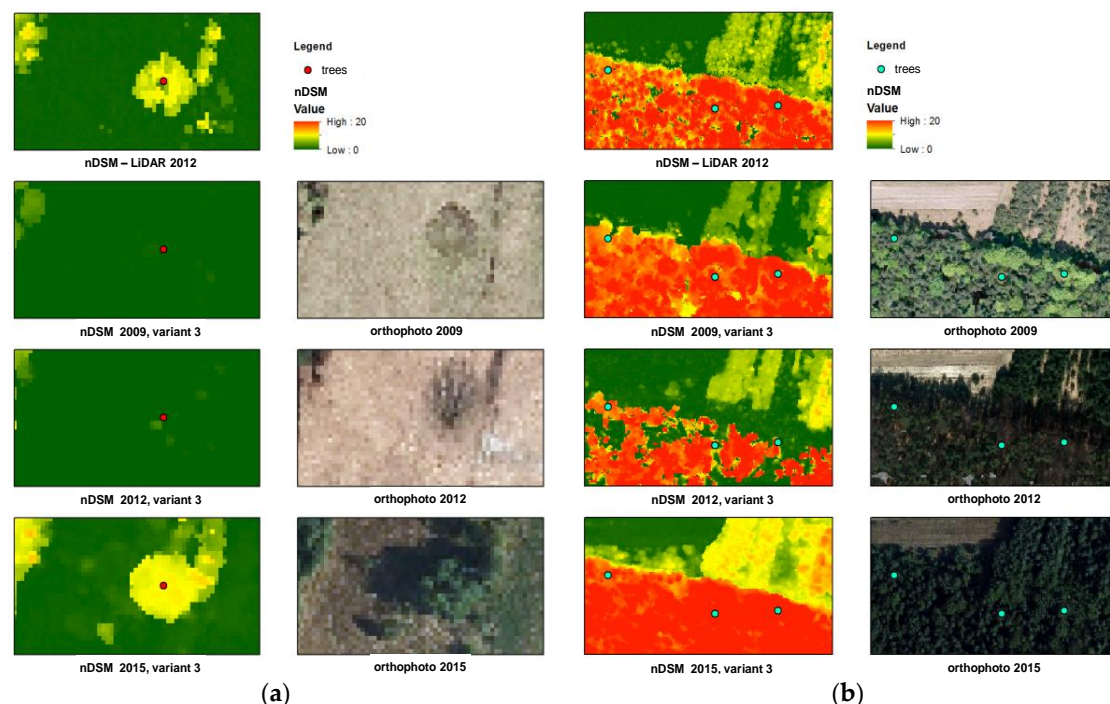 Legend
trees
nDSM
Value
High : 20
Low : 0
nDSM – LiDAR 2012
nDSM 2009, variant 3
orthophoto 2009
nDSM 2012, variant 3
orthophoto 2012
nDSM 2015, variant 3
orthophoto 2015
(a)
Legend
trees
nDSM
Value
High : 20
Low : 0
nDSM – LiDAR 2012
nDSM 2009, variant 3
orthophoto 2009
nDSM 2012, variant 3
orthophoto 2012
nDSM 2015, variant 3
orthophoto 2015
(b)